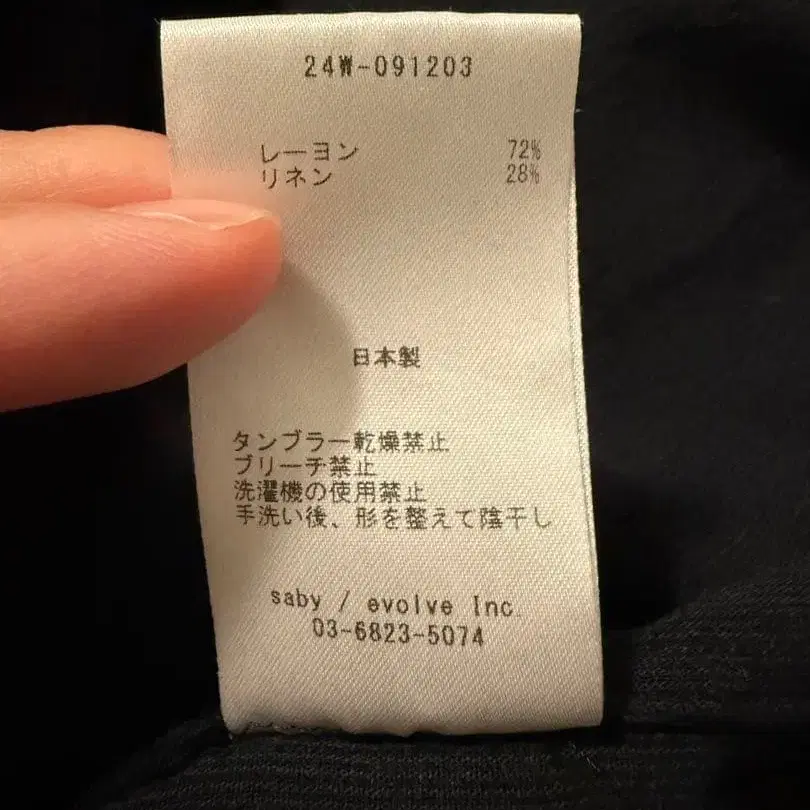 24W-091203
レーヨン 72%
リネン 28%
日本製
タンブラー乾燥禁止
ブリーチ禁止
洗濯機の使用禁止
手洗い後、形を整えて陰干し
saby / evolve Inc.
03-6823-5074